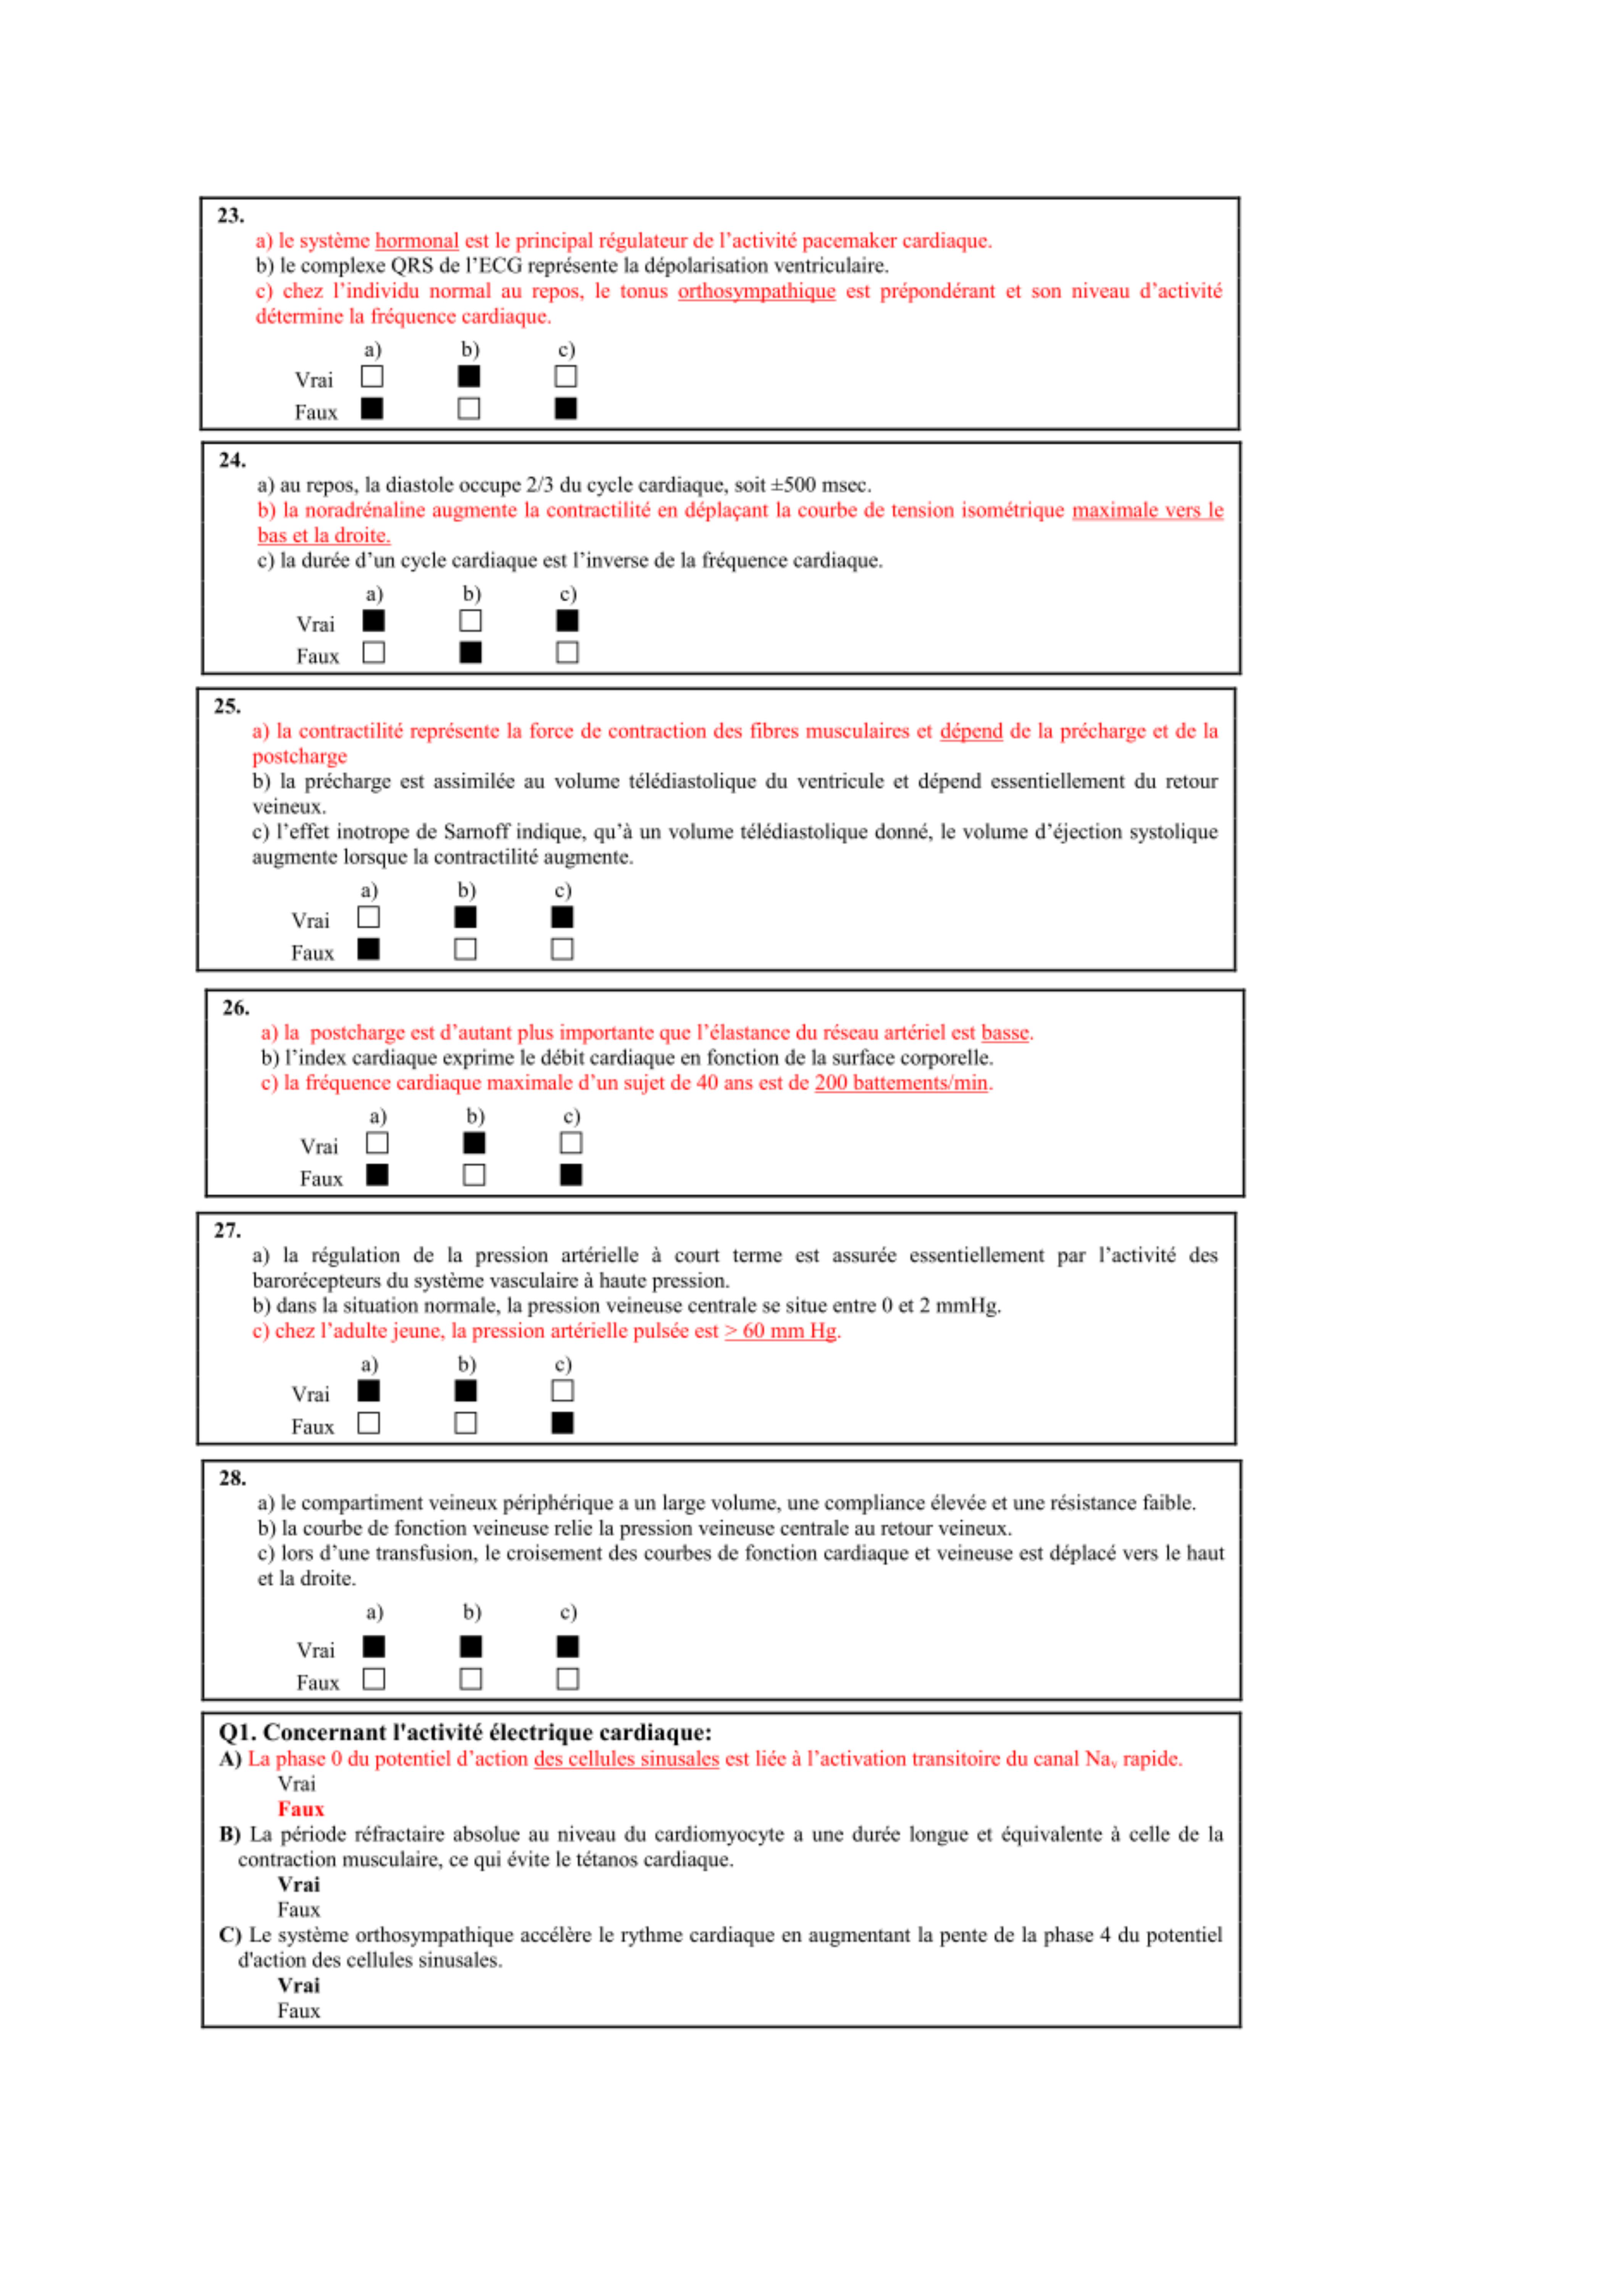 23.
a) le système hormonal est le principal régulateur de l'activité pacemaker cardiaque.
b) le complexe QRS de l'ECG représente la dépolarisation ventriculaire.
c) chez l'individu normal au repos, le tonus orthosympathique est prépondérant et son niveau d'activité
détermine la fréquence cardiaque.
a) b) c)
Vrai □ ■ □
Faux ■ □ ■
24.
a) au repos, la diastole occupe 2/3 du cycle cardiaque, soit ±500 msec.
b) la noradrénaline augmente la contractilité en déplaçant la courbe de tension isométrique maximale vers le
bas et la droite.
c) la durée d'un cycle cardiaque est l'inverse de la fréquence cardiaque.
a) b) c)
Vrai ■ □ ■
Faux □ ■ □
25.
a) la contractilité représente la force de contraction des fibres musculaires et dépend de la précharge et de la
postcharge
b) la précharge est assimilée au volume télédiastolique du ventricule et dépend essentiellement du retour
veineux.
c) l'effet inotrope de Sarnoff indique, qu'à un volume télédiastolique donné, le volume d'éjection systolique
augmente lorsque la contractilité augmente.
a) b) c)
Vrai □ ■ ■
Faux ■ □ □
26.
a) la postcharge est d'autant plus importante que l'élastance du réseau artériel est basse.
b) l'index cardiaque exprime le débit cardiaque en fonction de la surface corporelle.
c) la fréquence cardiaque maximale d'un sujet de 40 ans est de 200 battements/min.
a) b) c)
Vrai □ ■ □
Faux ■ □ ■
27.
a) la régulation de la pression artérielle à court terme est assurée essentiellement par l'activité des
barorécepteurs du système vasculaire à haute pression.
b) dans la situation normale, la pression veineuse centrale se situe entre 0 et 2 mmHg.
c) chez l'adulte jeune, la pression artérielle pulsée est > 60 mm Hg.
a) b) c)
Vrai ■ ■ □
Faux □ □ ■
28.
a) le compartiment veineux périphérique a un large volume, une compliance élevée et une résistance faible.
b) la courbe de fonction veineuse relie la pression veineuse centrale au retour veineux.
c) lors d'une transfusion, le croisement des courbes de fonction cardiaque et veineuse est déplacé vers le haut
et la droite.
a) b) c)
Vrai ■ ■ ■
Faux □ □ □
Q1. Concernant l'activité électrique cardiaque:
A) La phase 0 du potentiel d'action des cellules sinusales est liée à l'activation transitoire du canal Nav rapide.
Vrai
Faux
B) La période réfractaire absolue au niveau du cardiomyocyte a une durée longue et équivalente à celle de la
contraction musculaire, ce qui évite le tétanos cardiaque.
Vrai
Faux
C) Le système orthosympathique accélère le rythme cardiaque en augmentant la pente de la phase 4 du potentiel
d'action des cellules sinusales.
Vrai
Faux